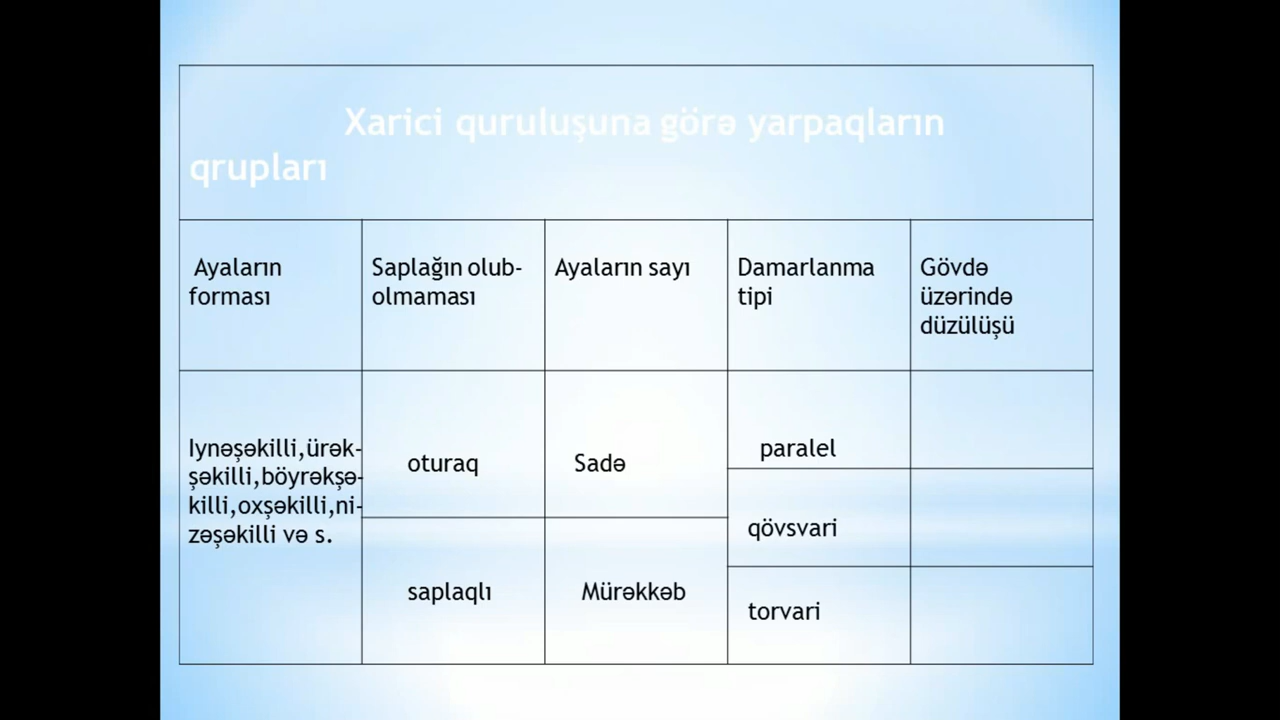 Xarici quruluşuna görə yarpaqların
qrupları
Ayaların
forması
Saplağın olub-
olmaması
Ayaların sayı
Damarlanma
tipi
Gövdə
üzərində
düzülüşü
Iynəşəkilli,ürək-
şəkilli,böyrəkşə-
killi,oxşəkilli,ni-
zəşəkilli və s.
oturaq
Sadə
paralel
qövsvari
saplaqlı
Mürəkkəb
torvari